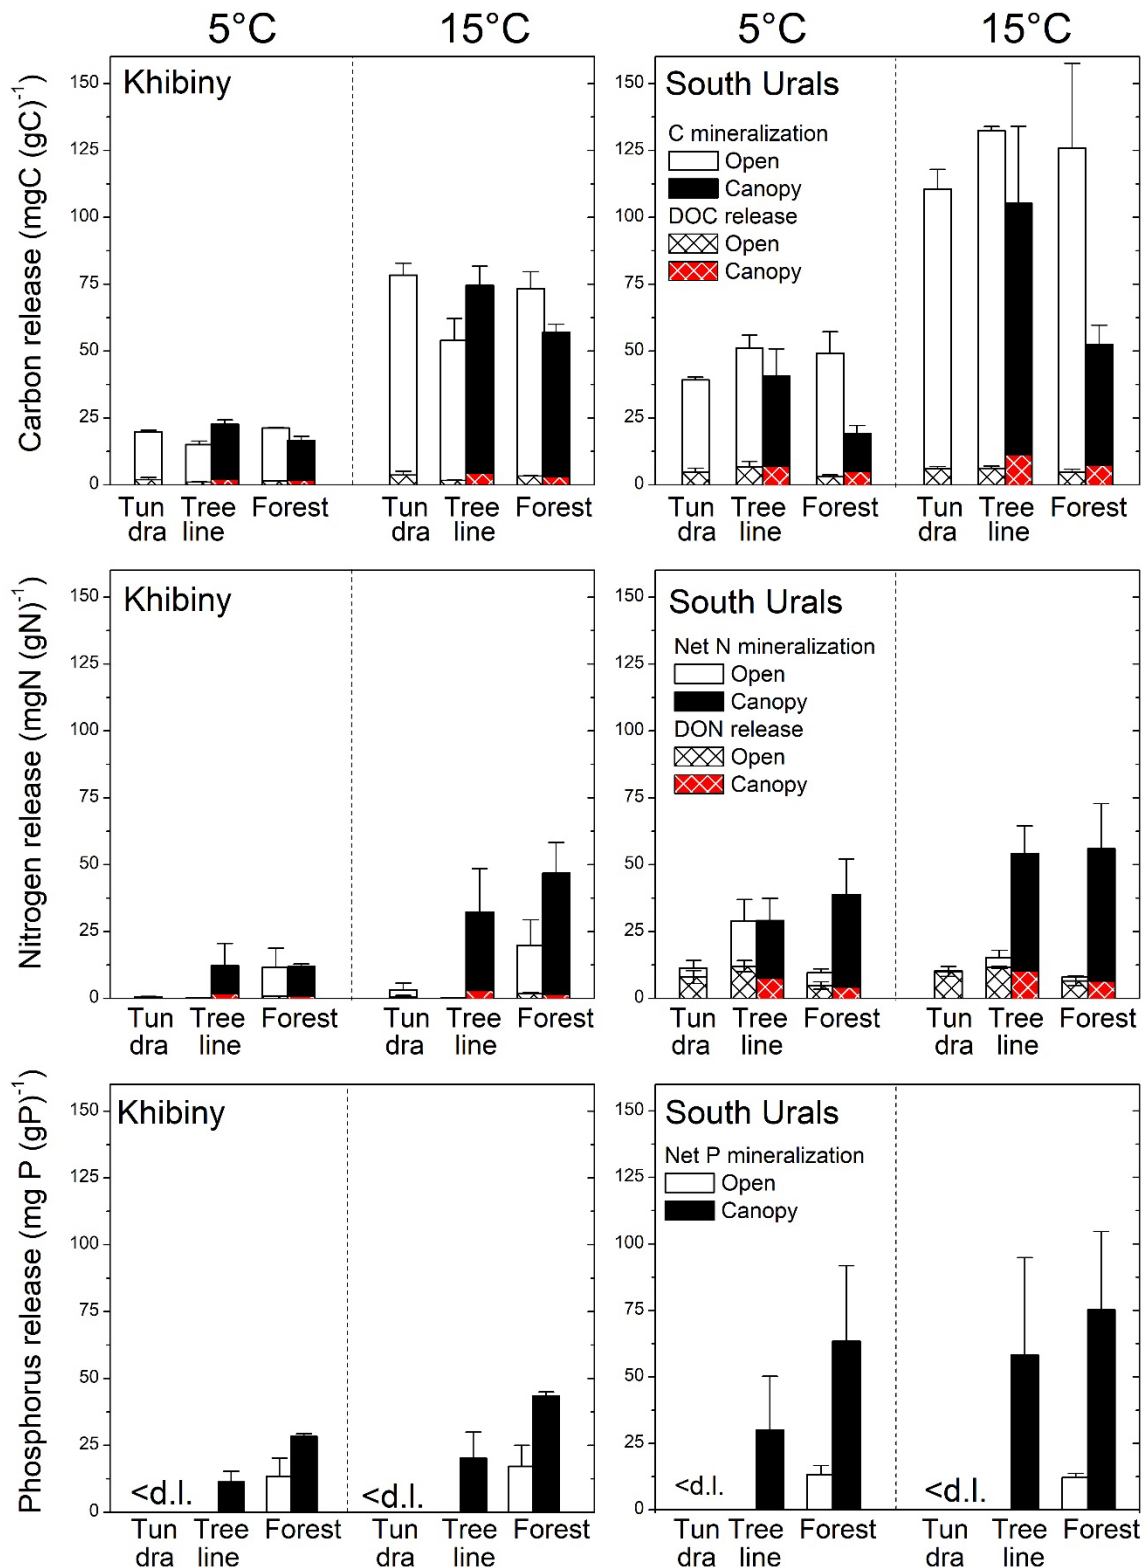 5°C
15°C
5°C
15°C
Carbon release (mgC (gC)⁻¹)
150
125
100
75
50
25
0
Khibiny
Tun
dra
Tree
line
Forest
Tun
dra
Tree
line
Forest
150
125
100
75
50
25
0
South Urals
C mineralization
Open
Canopy
DOC release
Open
Canopy
Tun
dra
Tree
line
Forest
Tun
dra
Tree
line
Forest
Nitrogen release (mgN (gN)⁻¹)
150
125
100
75
50
25
0
Khibiny
Tun
dra
Tree
line
Forest
Tun
dra
Tree
line
Forest
150
125
100
75
50
25
0
South Urals
Net N mineralization
Open
Canopy
DON release
Open
Canopy
Tun
dra
Tree
line
Forest
Tun
dra
Tree
line
Forest
Phosphorus release (mg P (gP)⁻¹)
150
125
100
75
50
25
0
Khibiny
<d.l.
<d.l.
Tun
dra
Tree
line
Forest
Tun
dra
Tree
line
Forest
150
125
100
75
50
25
0
South Urals
Net P mineralization
Open
Canopy
<d.l.
<d.l.
Tun
dra
Tree
line
Forest
Tun
dra
Tree
line
Forest